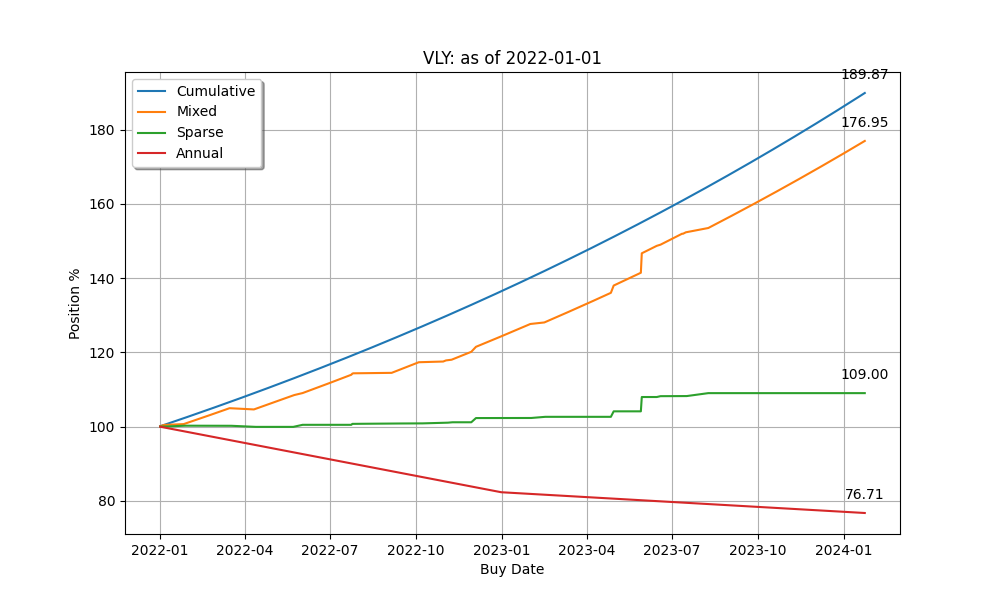 VLY: as of 2022-01-01
Cumulative
Mixed
Sparse
Annual
189.87
176.95
109.00
76.71
Position %
180
160
140
120
100
80
2022-01 2022-04 2022-07 2022-10 2023-01 2023-04 2023-07 2023-10 2024-01
Buy Date